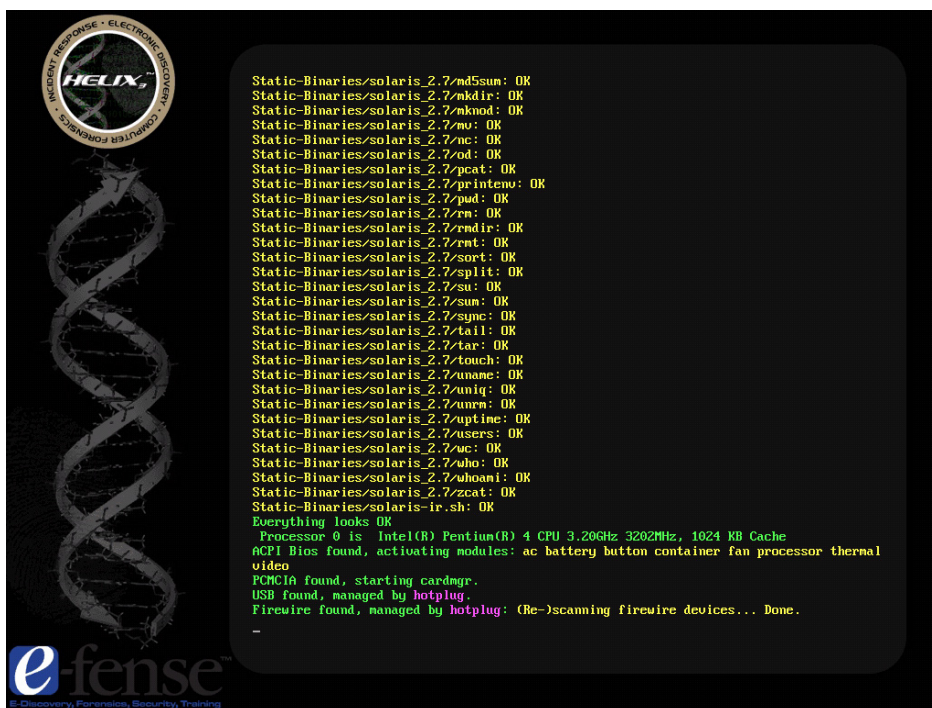 INCIDENT RESPONSE · ELECTRONIC DISCOVERY · COMPUTER FORENSICS ·
HELIX3™
Static-Binaries/solaris_2.7/md5sum: OK
Static-Binaries/solaris_2.7/mkdir: OK
Static-Binaries/solaris_2.7/mknod: OK
Static-Binaries/solaris_2.7/mv: OK
Static-Binaries/solaris_2.7/nc: OK
Static-Binaries/solaris_2.7/od: OK
Static-Binaries/solaris_2.7/pcat: OK
Static-Binaries/solaris_2.7/printenv: OK
Static-Binaries/solaris_2.7/pwd: OK
Static-Binaries/solaris_2.7/rm: OK
Static-Binaries/solaris_2.7/rmdir: OK
Static-Binaries/solaris_2.7/rmt: OK
Static-Binaries/solaris_2.7/sort: OK
Static-Binaries/solaris_2.7/split: OK
Static-Binaries/solaris_2.7/su: OK
Static-Binaries/solaris_2.7/sum: OK
Static-Binaries/solaris_2.7/sync: OK
Static-Binaries/solaris_2.7/tail: OK
Static-Binaries/solaris_2.7/tar: OK
Static-Binaries/solaris_2.7/touch: OK
Static-Binaries/solaris_2.7/uname: OK
Static-Binaries/solaris_2.7/uniq: OK
Static-Binaries/solaris_2.7/unrm: OK
Static-Binaries/solaris_2.7/uptime: OK
Static-Binaries/solaris_2.7/users: OK
Static-Binaries/solaris_2.7/wc: OK
Static-Binaries/solaris_2.7/who: OK
Static-Binaries/solaris_2.7/whoami: OK
Static-Binaries/solaris_2.7/zcat: OK
Static-Binaries/solaris-ir.sh: OK
Everything looks OK
Processor 0 is Intel(R) Pentium(R) 4 CPU 3.20GHz 3202MHz, 1024 KB Cache
ACPI Bios found, activating modules: ac battery button container fan processor thermal
video
PCMCIA found, starting cardmgr.
USB found, managed by hotplug.
Firewire found, managed by hotplug: (Re-)scanning firewire devices... Done.
_
e-fense™
E-Discovery, Forensics, Security, Training